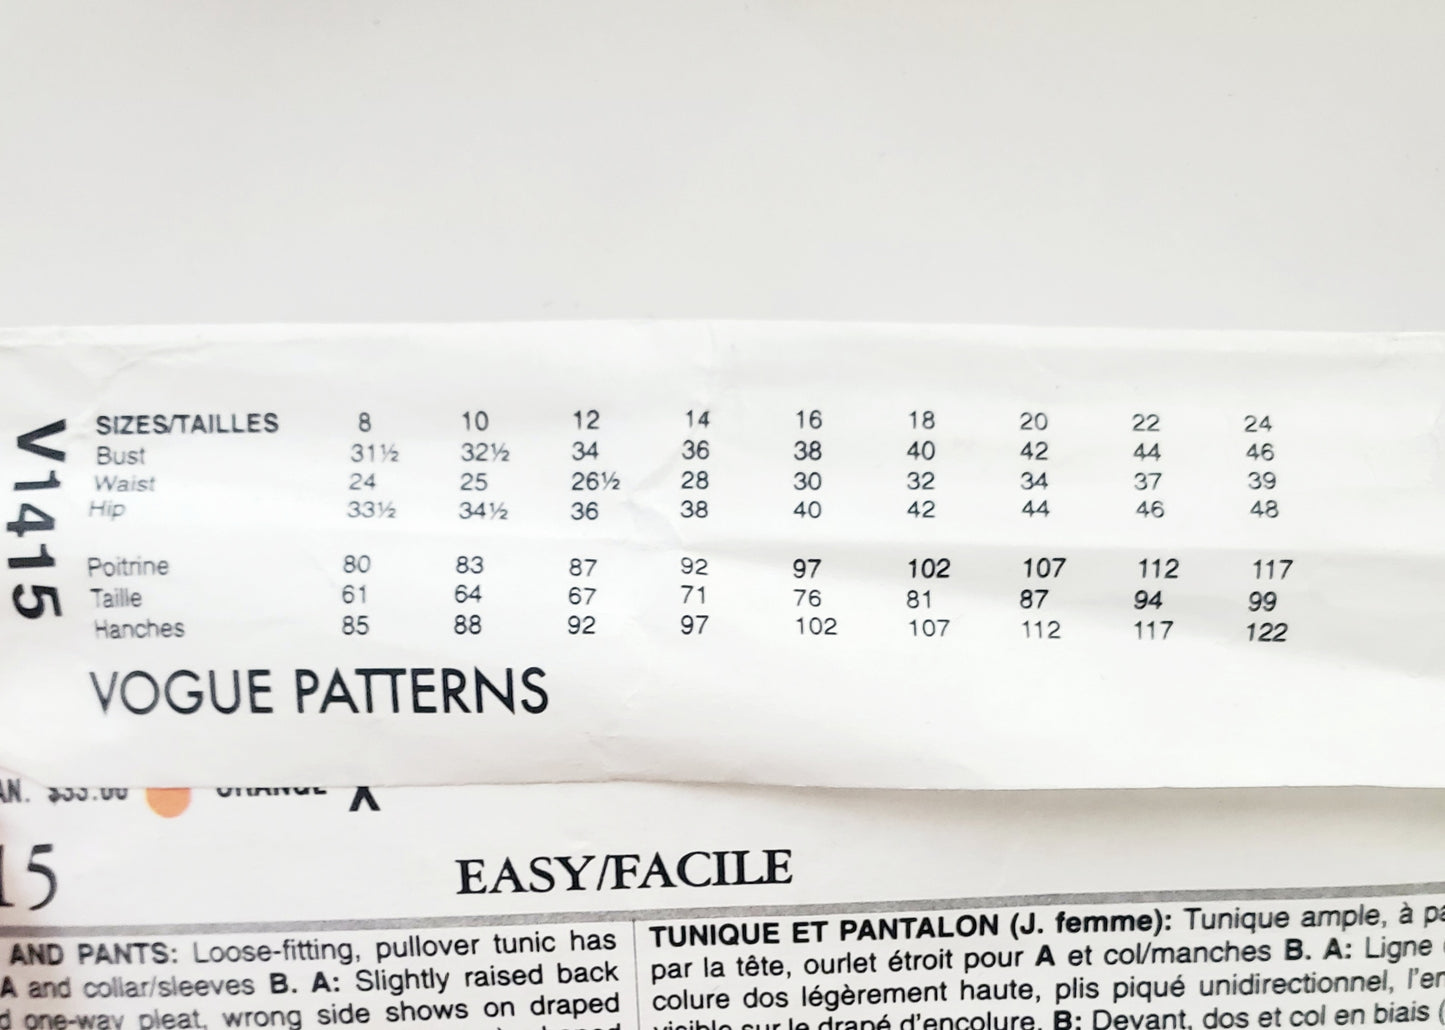 V1415
SIZES/TAILLES 8 10 12 14 16 18 20 22 24
Bust 31½ 32½ 34 36 38 40 42 44 46
Waist 24 25 26½ 28 30 32 34 37 39
Hip 33½ 34½ 36 38 40 42 44 46 48
Poitrine 80 83 87 92 97 102 107 112 117
Taille 61 64 67 71 76 81 87 94 99
Hanches 85 88 92 97 102 107 112 117 122
VOGUE PATTERNS
15
EASY/FACILE
AND PANTS: Loose-fitting, pullover tunic has
A and collar/sleeves B. A: Slightly raised back
one-way pleat, wrong side shows on draped
TUNIQUE ET PANTALON (J. femme): Tunique ample, à
par la tête, ourlet étroit pour A et col/manches B. A: Ligne
colure dos légèrement haute, plis piqué unidirectionnel,
visible sur le drapé d'encolure. B: Devant, dos et col en biais